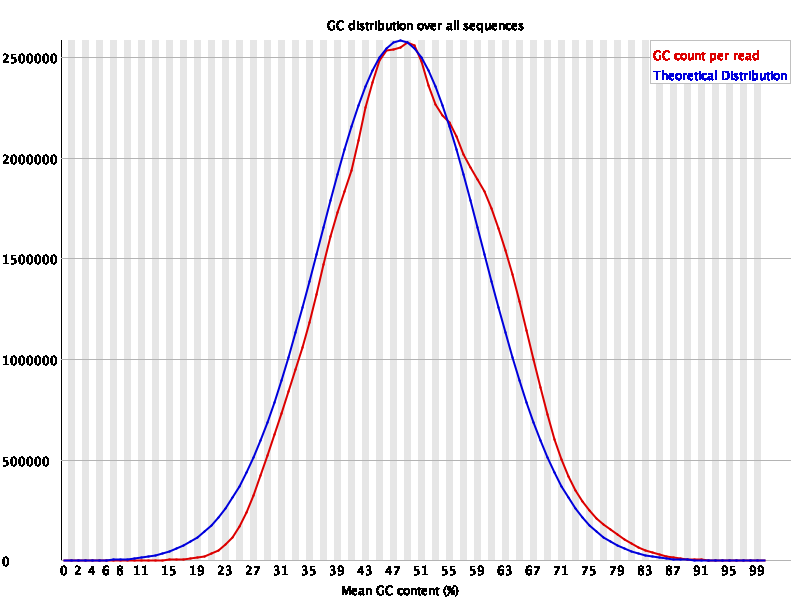 GC distribution over all sequences
GC count per read
Theoretical Distribution
2500000
2000000
1500000
1000000
500000
0
0 2 4 6 8 11 15 19 23 27 31 35 39 43 47 51 55 59 63 67 71 75 79 83 87 91 95 99
Mean GC content (%)